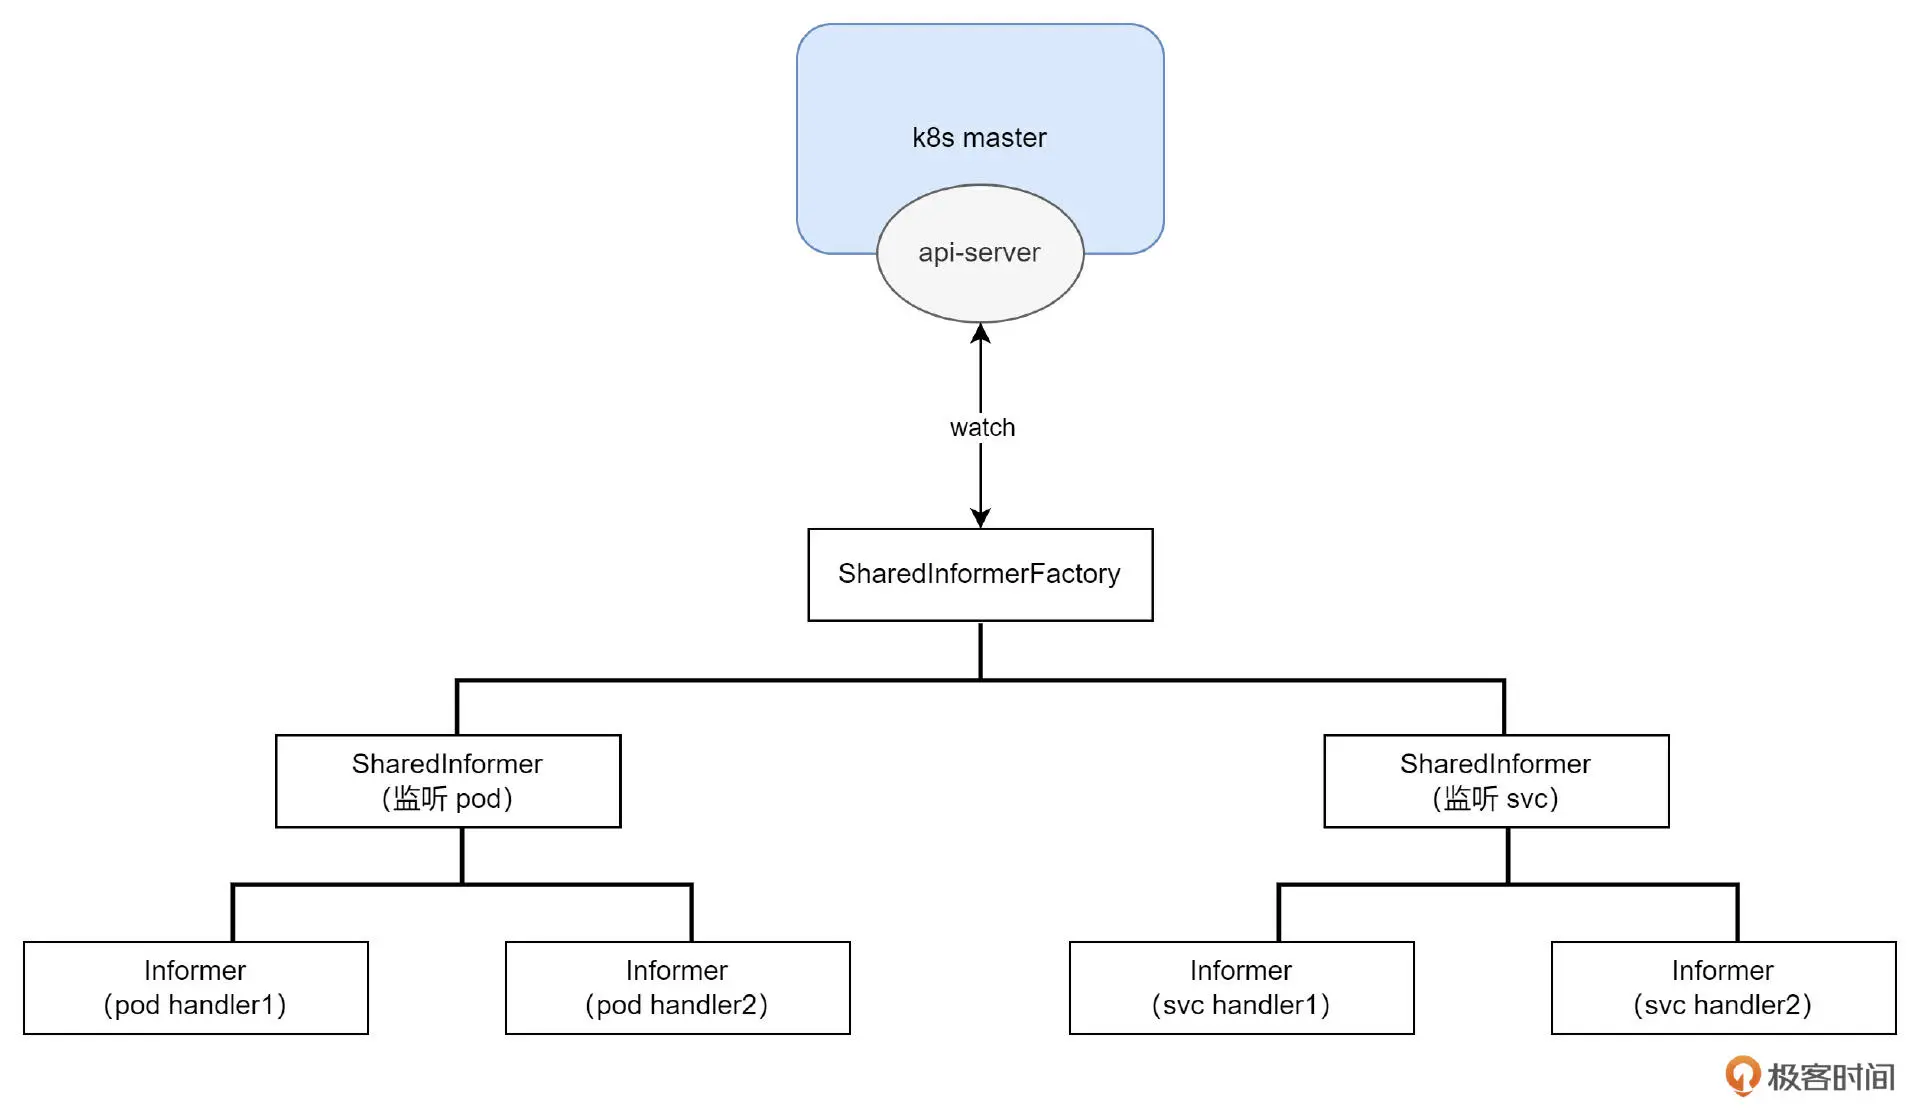 k8s master
api-server
watch
SharedInformerFactory
SharedInformer
（监听 pod）
SharedInformer
（监听 svc）
Informer
（pod handler1）
Informer
（pod handler2）
Informer
（svc handler1）
Informer
（svc handler2）
极客时间